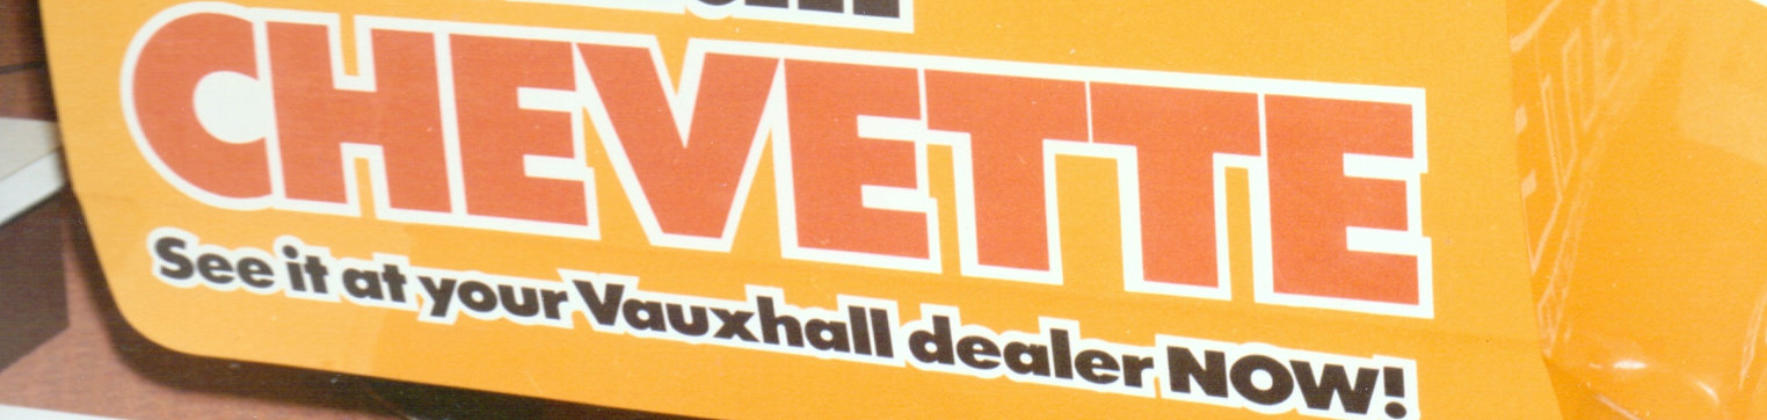 CHEVETTE
See it at your Vauxhall dealer NOW!